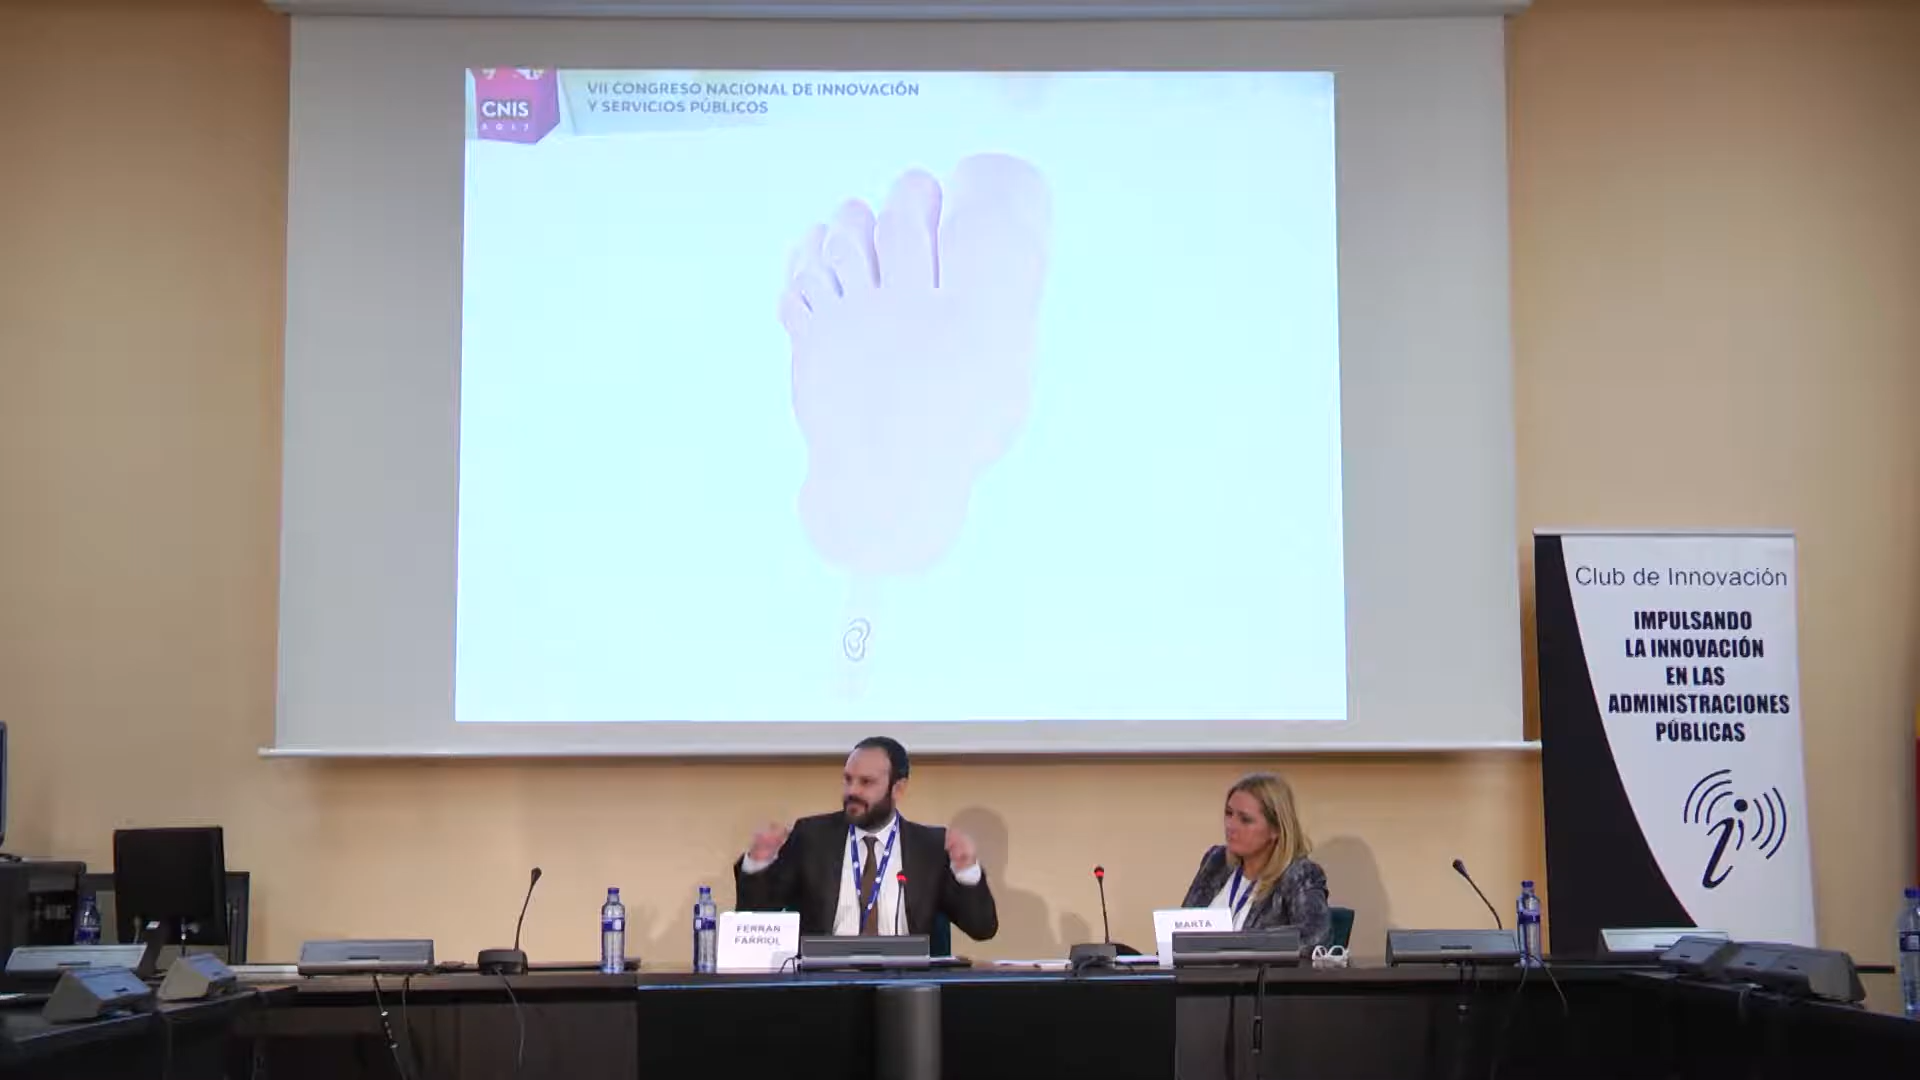 CNIS
2017
VII CONGRESO NACIONAL DE INNOVACIÓN
Y SERVICIOS PÚBLICOS
Club de Innovación
IMPULSANDO
LA INNOVACIÓN
EN LAS
ADMINISTRACIONES
PÚBLICAS
i
FERRAN
FARRIOL
MARTA